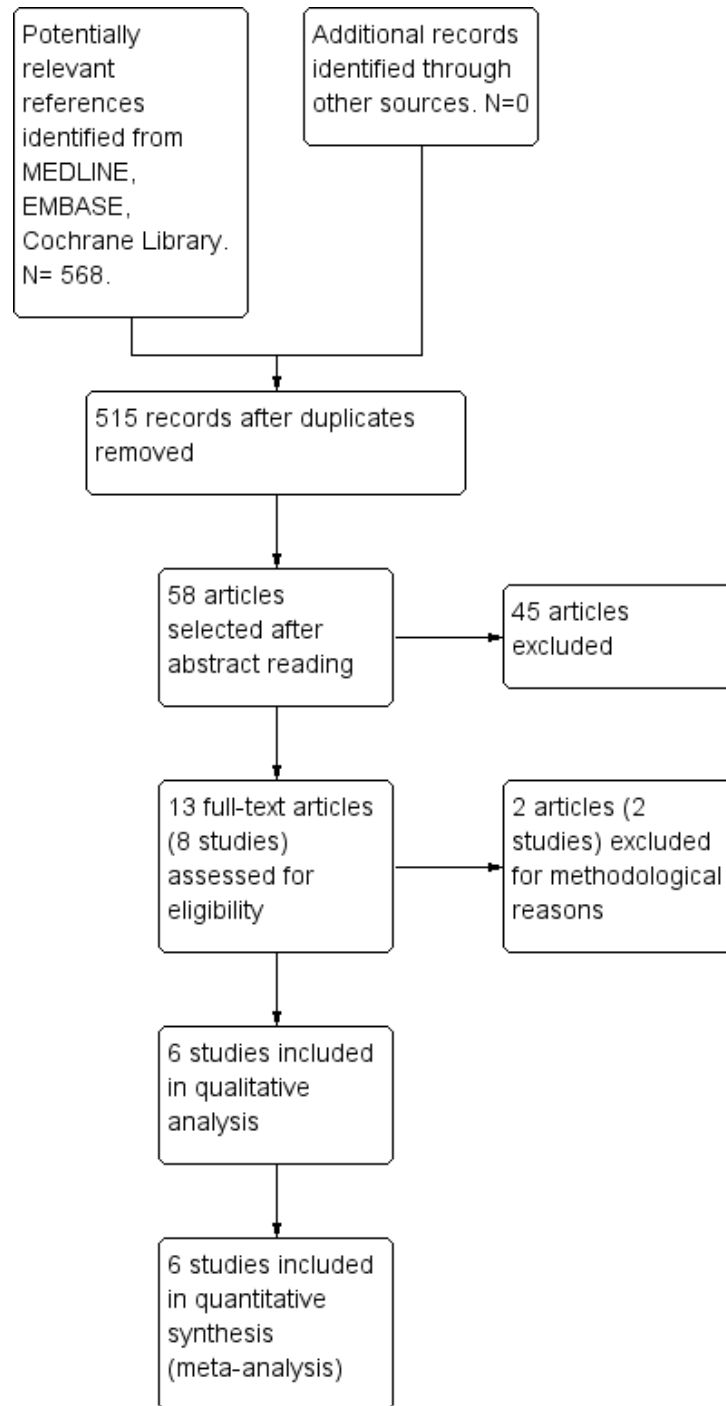 Potentially
relevant
references
identified from
MEDLINE,
EMBASE,
Cochrane Library.
N= 568.
Additional records
identified through
other sources. N=0
515 records after duplicates
removed
58 articles
selected after
abstract reading
45 articles
excluded
13 full-text articles
(8 studies)
assessed for
eligibility
2 articles (2
studies) excluded
for methodological
reasons
6 studies included
in qualitative
analysis
6 studies included
in quantitative
synthesis
(meta-analysis)